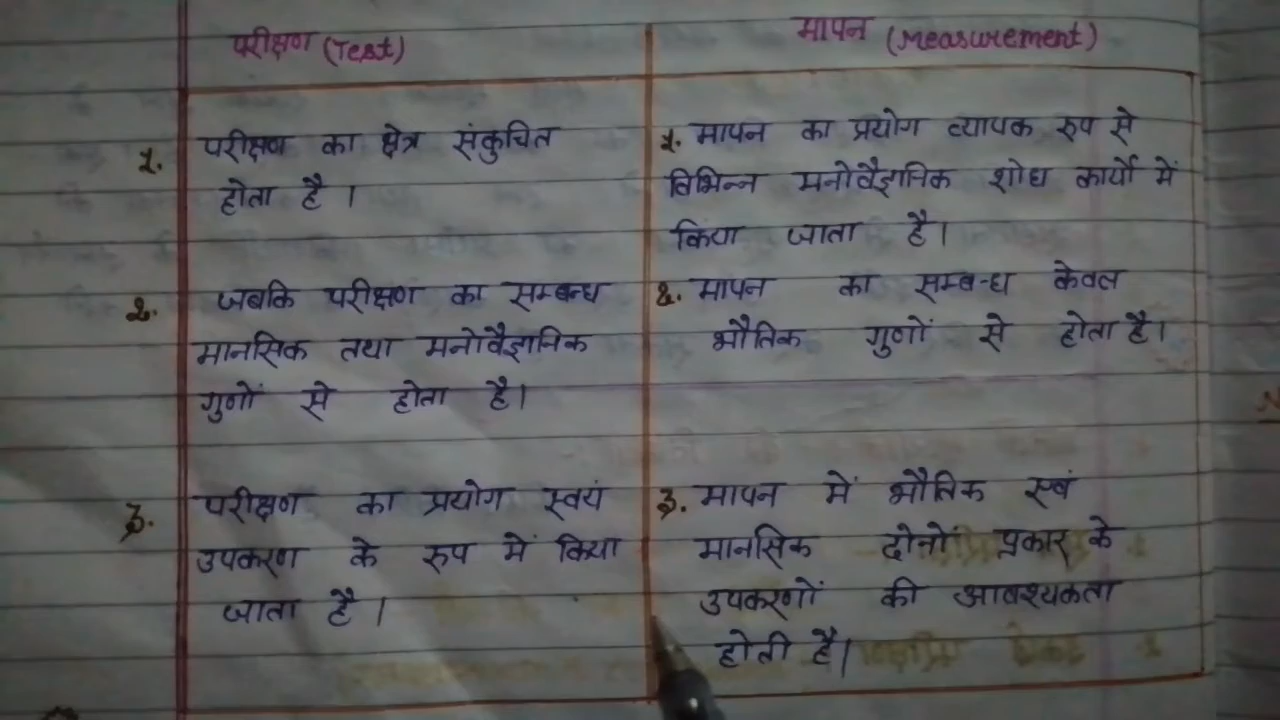 परीक्षण (Test)
मापन (Measurement)
1. परीक्षण का क्षेत्र संकुचित
होता है ।
1. मापन का प्रयोग व्यापक रुप से
विभिन्न मनोवैज्ञानिक शोध कार्यों में
किया जाता है।
2. जबकि परीक्षण का सम्बन्ध
मानसिक तथा मनोवैज्ञानिक
गुणों से होता है।
2. मापन का सम्बन्ध केवल
भौतिक गुणों से होता है।
3. परीक्षण का प्रयोग स्वयं
उपकरण के रुप में किया
जाता है ।
3. मापन में भौतिक एवं
मानसिक दोनों प्रकार के
उपकरणों की आवश्यकता
होती है।